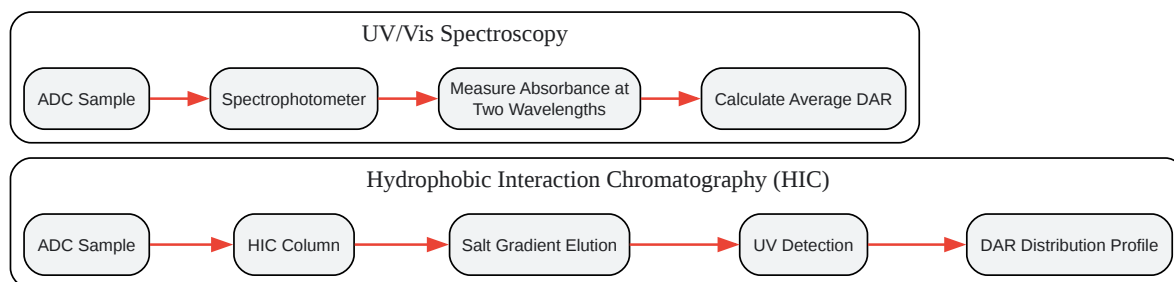 UV/Vis Spectroscopy
ADC Sample
Spectrophotometer
Measure Absorbance at
Two Wavelengths
Calculate Average DAR
Hydrophobic Interaction Chromatography (HIC)
ADC Sample
HIC Column
Salt Gradient Elution
UV Detection
DAR Distribution Profile